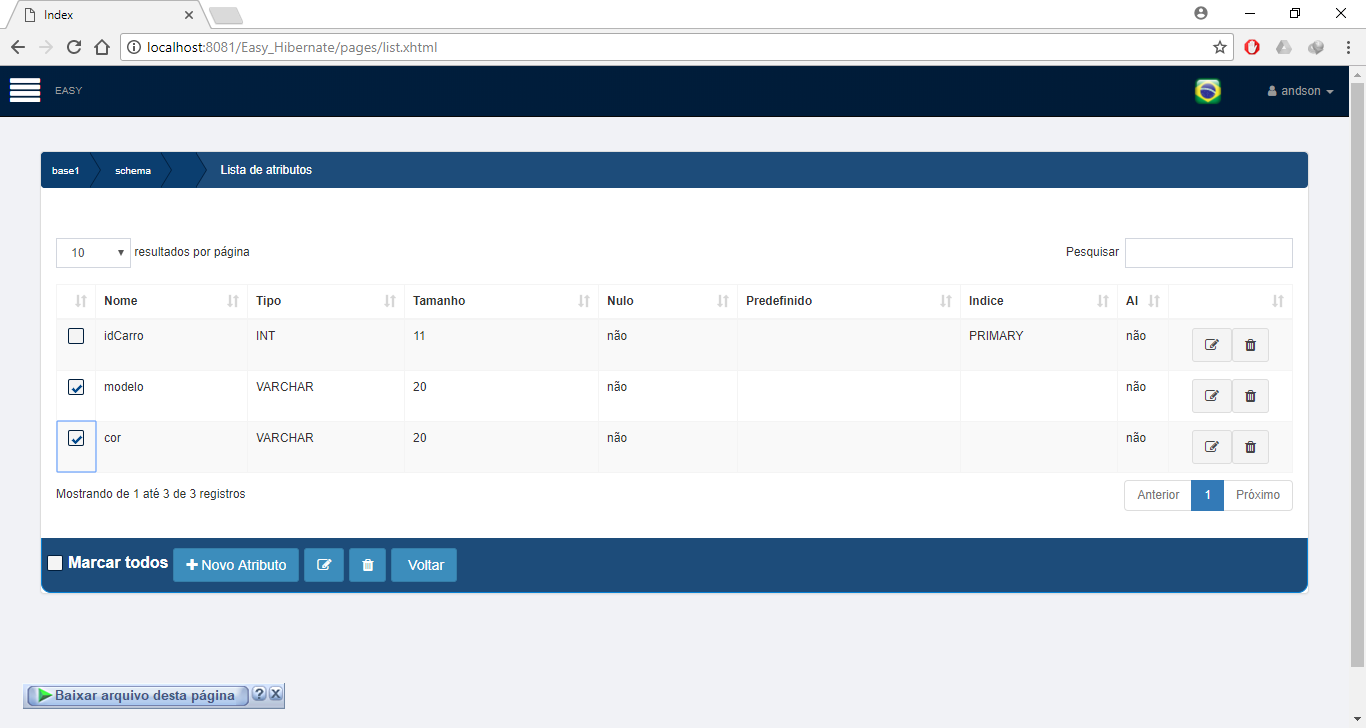 Index
localhost:8081/Easy_Hibernate/pages/list.xhtml
EASY
andson
base1 schema Lista de atributos
10 resultados por página Pesquisar
Nome Tipo Tamanho Nulo Predefinido Indice AI
idCarro INT 11 não PRIMARY não
modelo VARCHAR 20 não não
cor VARCHAR 20 não não
Mostrando de 1 até 3 de 3 registros Anterior 1 Próximo
Marcar todos Novo Atributo Voltar
Baixar arquivo desta página ? X